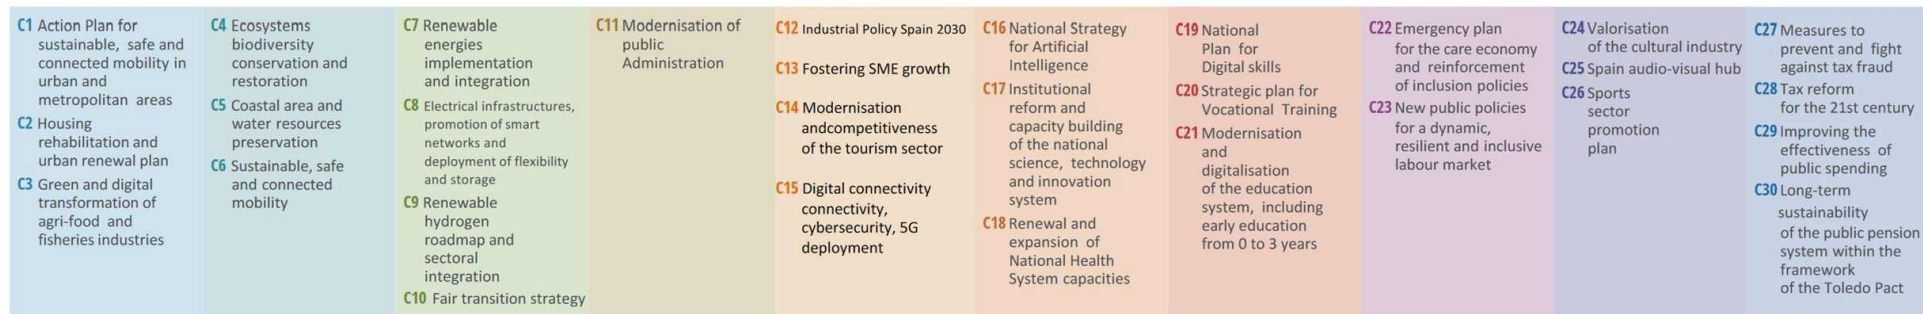 C1 Action Plan for
sustainable, safe and
connected mobility in
urban and
metropolitan areas
C2 Housing
rehabilitation and
urban renewal plan
C3 Green and digital
transformation of
agri-food and
fisheries industries
C4 Ecosystems
biodiversity
conservation and
restoration
C5 Coastal area and
water resources
preservation
C6 Sustainable, safe
and connected
mobility
C7 Renewable
energies
implementation
and integration
C8 Electrical infrastructures,
promotion of smart
networks and
deployment of flexibility
and storage
C9 Renewable
hydrogen
roadmap and
sectoral
integration
C10 Fair transition strategy
C11 Modernisation of
public
Administration
C12 Industrial Policy Spain 2030
C13 Fostering SME growth
C14 Modernisation
andcompetitiveness
of the tourism sector
C15 Digital connectivity
connectivity,
cybersecurity, 5G
deployment
C16 National Strategy
for Artificial
Intelligence
C17 Institutional
reform and
capacity building
of the national
science, technology
and innovation
system
C18 Renewal and
expansion of
National Health
System capacities
C19 National
Plan for
Digital skills
C20 Strategic plan for
Vocational Training
C21 Modernisation
and
digitalisation
of the education
system, including
early education
from 0 to 3 years
C22 Emergency plan
for the care economy
and reinforcement
of inclusion policies
C23 New public policies
for a dynamic,
resilient and inclusive
labour market
C24 Valorisation
of the cultural industry
C25 Spain audio-visual hub
C26 Sports
sector
promotion
plan
C27 Measures to
prevent and fight
against tax fraud
C28 Tax reform
for the 21st century
C29 Improving the
effectiveness of
public spending
C30 Long-term
sustainability
of the public pension
system within the
framework
of the Toledo Pact